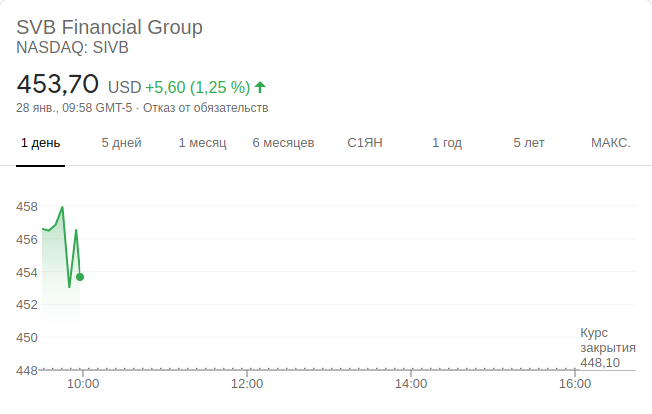 SVB Financial Group
NASDAQ: SIVB
453,70 USD +5,60 (1,25 %)
28 янв., 09:58 GMT-5 · Отказ от обязательств
1 день 5 дней 1 месяц 6 месяцев С1ЯН 1 год 5 лет МАКС.
458
456
454
452
450
448
Курс
закрытия
448,10
10:00 12:00 14:00 16:00